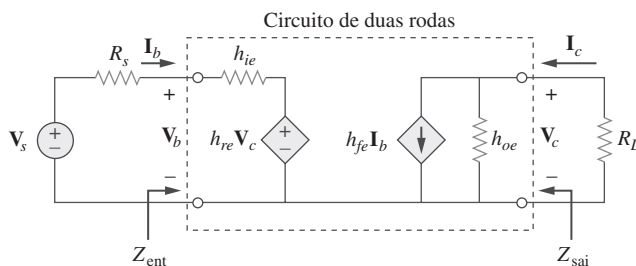 Circuito de duas rodas
R_s
I_b
h_ie
I_c
+
+
V_s
+
−
V_b
h_re V_c
+
−
h_fe I_b
h_oe
V_c
R_L
−
−
Z_ent
Z_sai